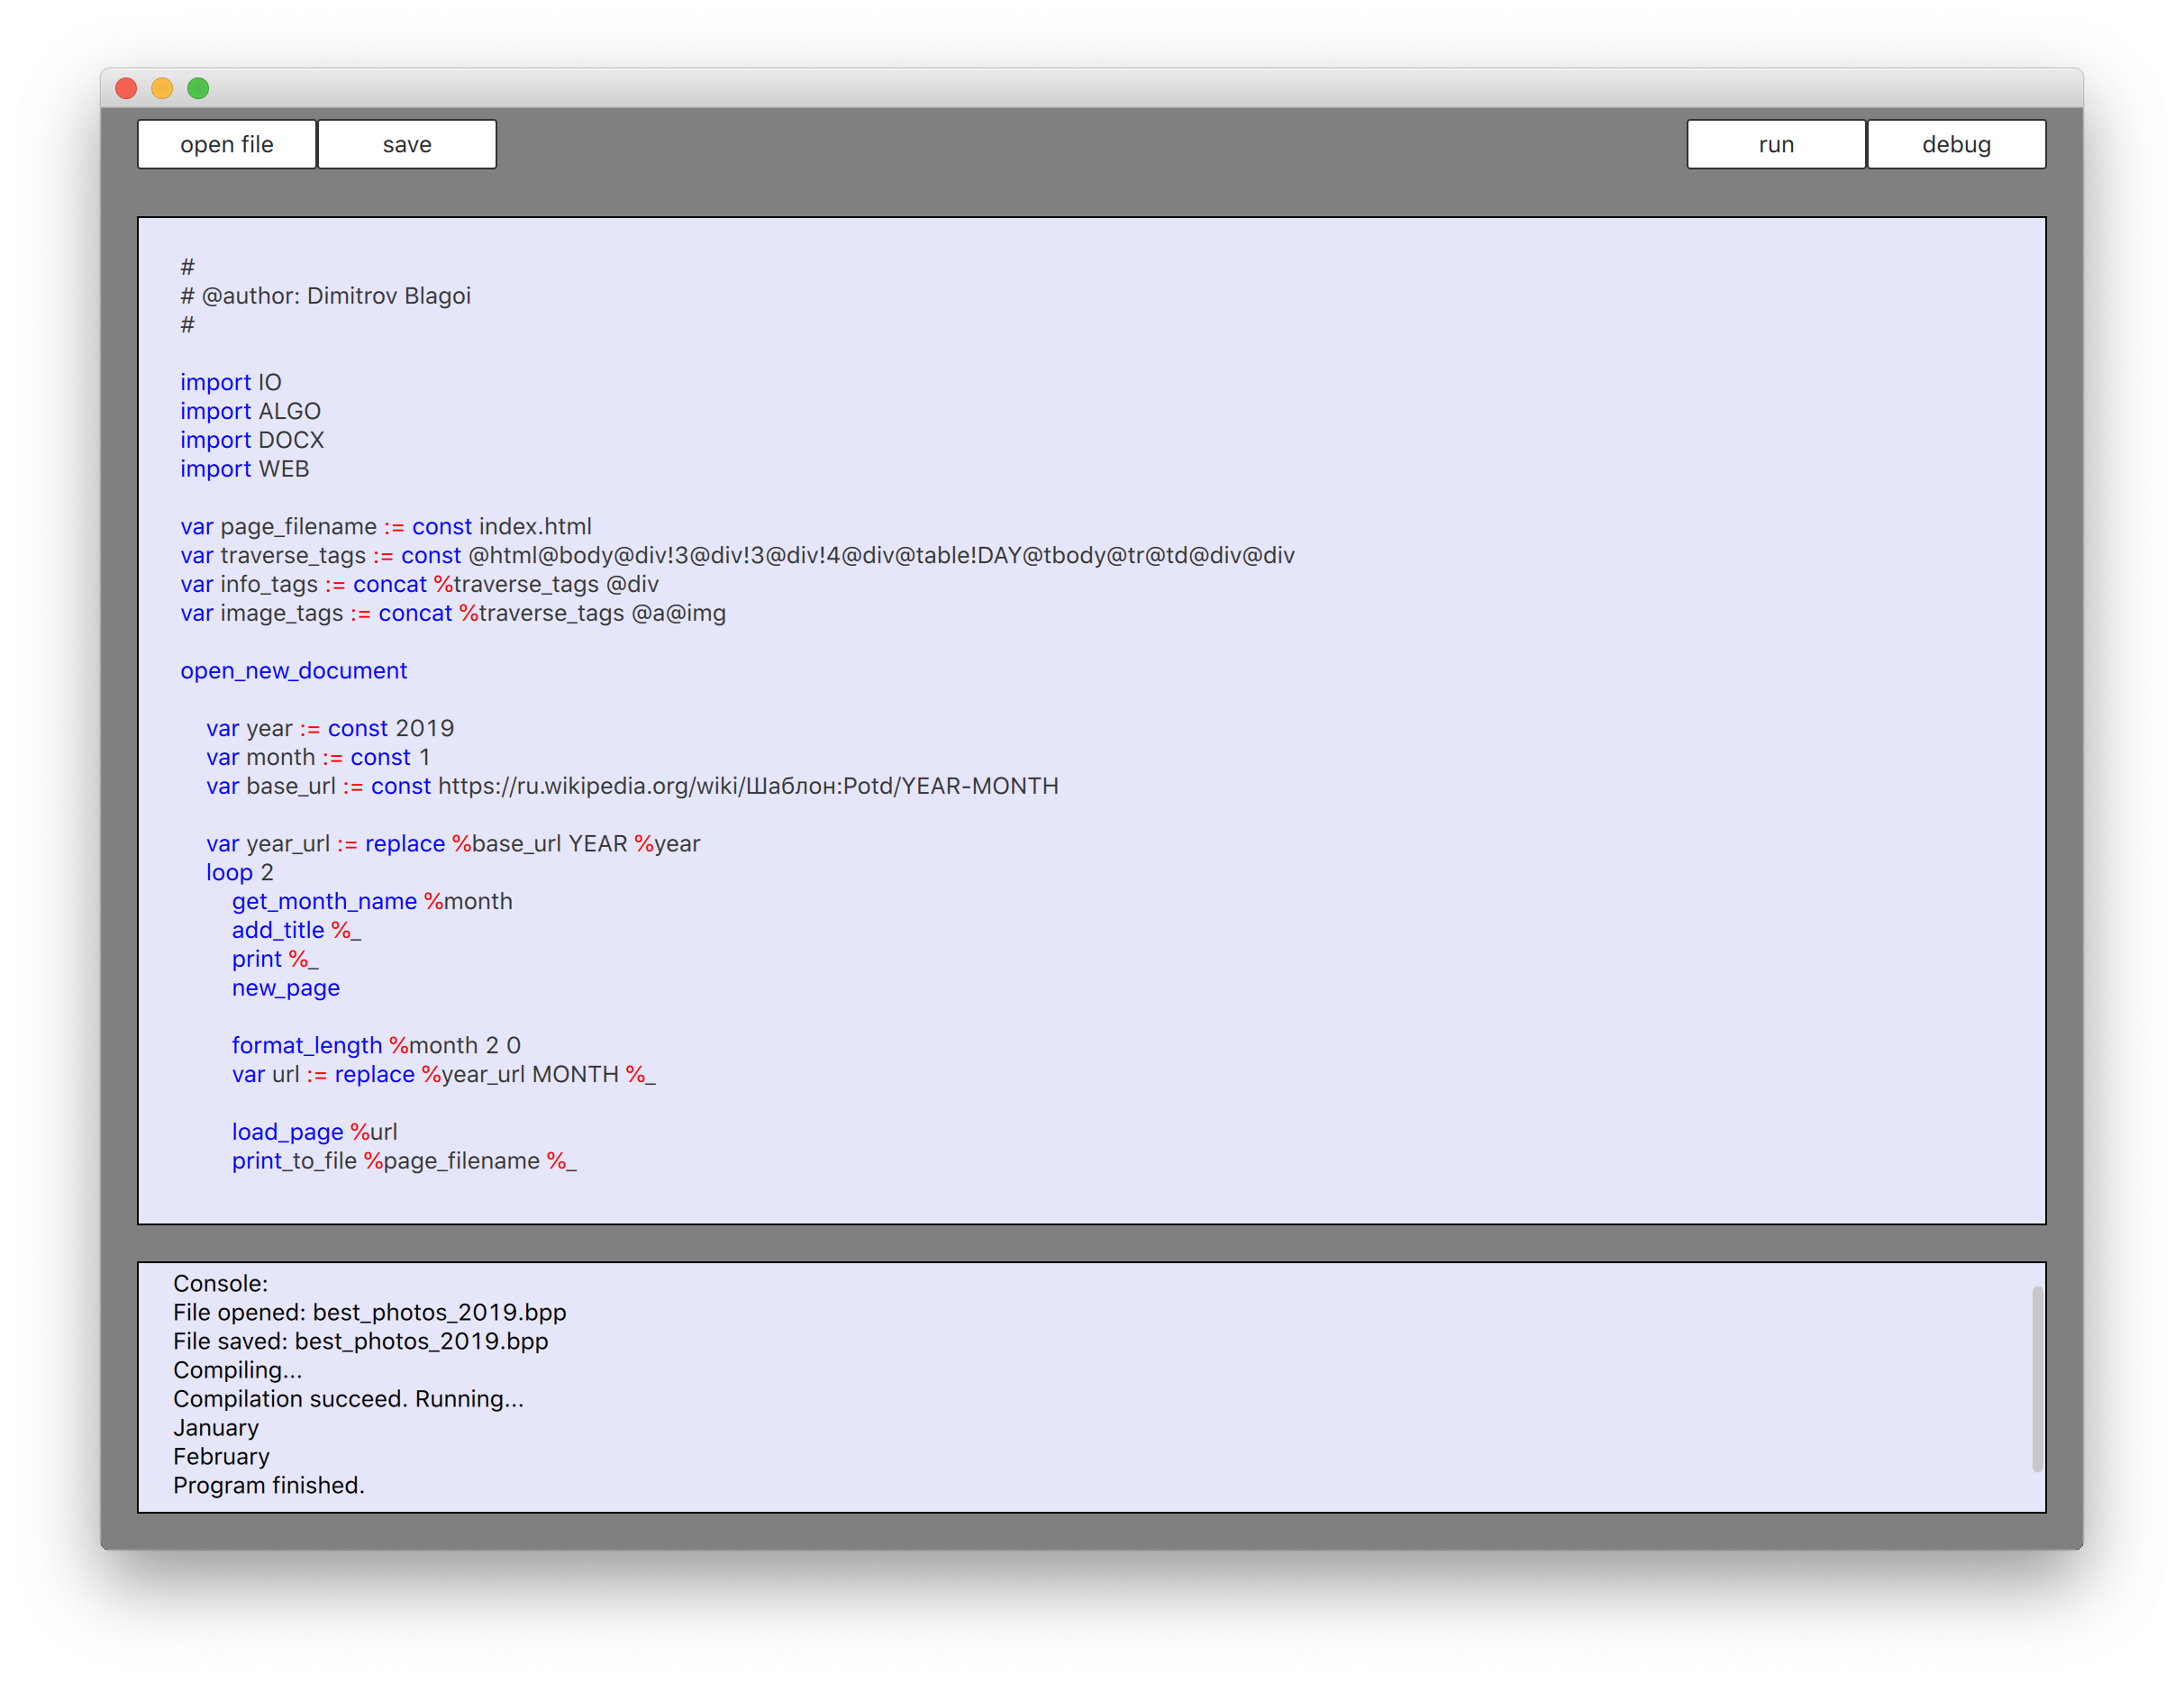 open file save run debug
#
# @author: Dimitrov Blagoi
#
import IO
import ALGO
import DOCX
import WEB
var page_filename := const index.html
var traverse_tags := const @html@body@div!3@div!3@div!4@div@table!DAY@tbody@tr@td@div@div
var info_tags := concat %traverse_tags @div
var image_tags := concat %traverse_tags @a@img
open_new_document
var year := const 2019
var month := const 1
var base_url := const https://ru.wikipedia.org/wiki/Шаблон:Potd/YEAR-MONTH
var year_url := replace %base_url YEAR %year
loop 2
get_month_name %month
add_title %_
print %_
new_page
format_length %month 2 0
var url := replace %year_url MONTH %_
load_page %url
print_to_file %page_filename %_
Console:
File opened: best_photos_2019.bpp
File saved: best_photos_2019.bpp
Compiling...
Compilation succeed. Running...
January
February
Program finished.